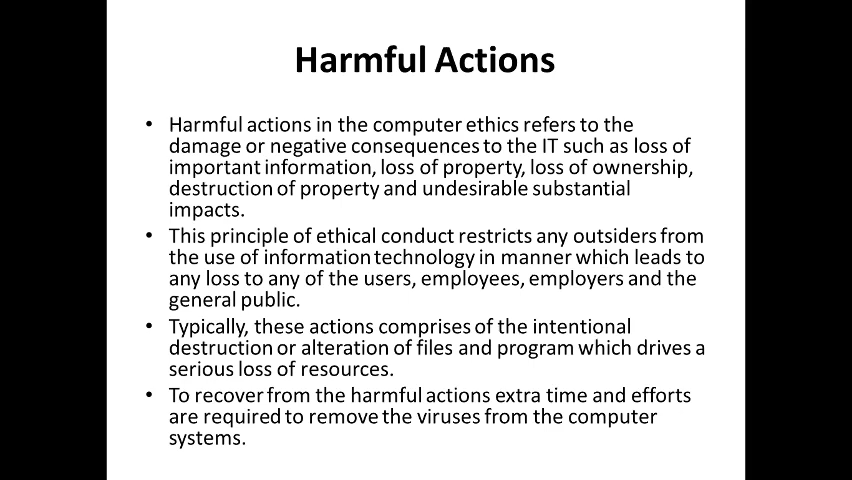 Harmful Actions
• Harmful actions in the computer ethics refers to the
damage or negative consequences to the IT such as loss of
important information, loss of property, loss of ownership,
destruction of property and undesirable substantial
impacts.
• This principle of ethical conduct restricts any outsiders from
the use of information technology in manner which leads to
any loss to any of the users, employees, employers and the
general public.
• Typically, these actions comprises of the intentional
destruction or alteration of files and program which drives a
serious loss of resources.
• To recover from the harmful actions extra time and efforts
are required to remove the viruses from the computer
systems.